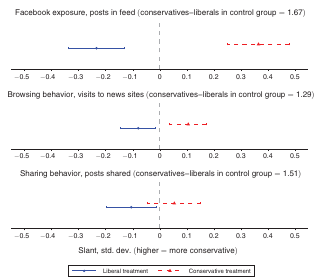 Facebook exposure, posts in feed (conservatives–liberals in control group = 1.67)
−0.5 −0.4 −0.3 −0.2 −0.1 0 0.1 0.2 0.3 0.4 0.5
Browsing behavior, visits to news sites (conservatives–liberals in control group = 1.29)
−0.5 −0.4 −0.3 −0.2 −0.1 0 0.1 0.2 0.3 0.4 0.5
Sharing behavior, posts shared (conservatives–liberals in control group = 1.51)
−0.5 −0.4 −0.3 −0.2 −0.1 0 0.1 0.2 0.3 0.4 0.5
Slant, std. dev. (higher = more conservative)
Liberal treatment Conservative treatment